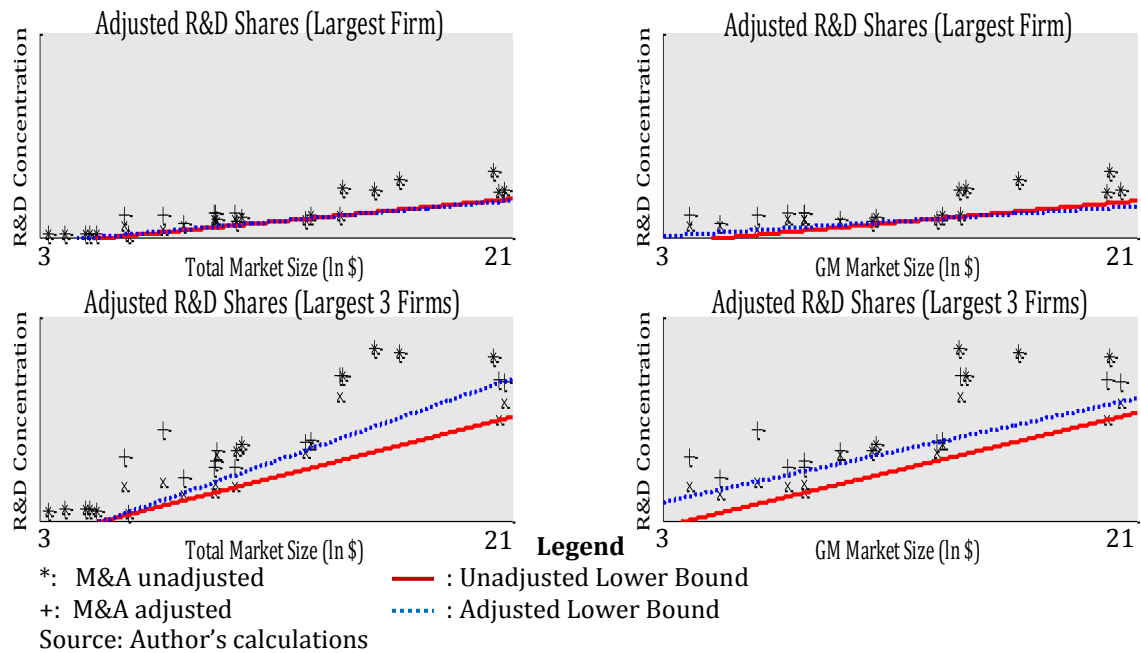 Adjusted R&D Shares (Largest Firm)
R&D Concentration
3
21
Total Market Size (ln $)
Adjusted R&D Shares (Largest Firm)
R&D Concentration
3
21
GM Market Size (ln $)
Adjusted R&D Shares (Largest 3 Firms)
R&D Concentration
3
21
Total Market Size (ln $)
Adjusted R&D Shares (Largest 3 Firms)
R&D Concentration
3
21
GM Market Size (ln $)
Legend
*: M&A unadjusted
: Unadjusted Lower Bound
+: M&A adjusted
: Adjusted Lower Bound
Source: Author's calculations